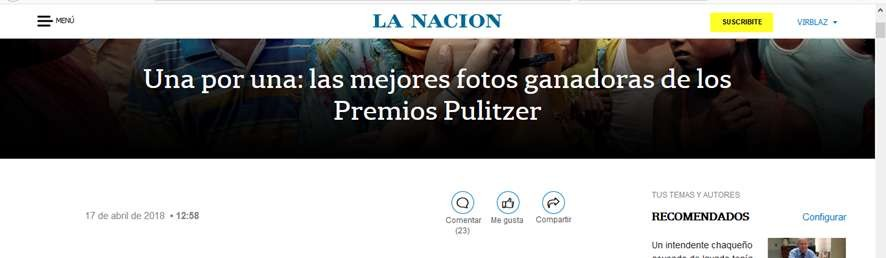 MENÚ
LA NACION
SUSCRIBITE
VIRBLAZ
Una por una: las mejores fotos ganadoras de los
Premios Pulitzer
17 de abril de 2018 • 12:58
Comentar
(23)
Me gusta
Compartir
TUS TEMAS Y AUTORES
RECOMENDADOS
Configurar
Un intendente chaqueño